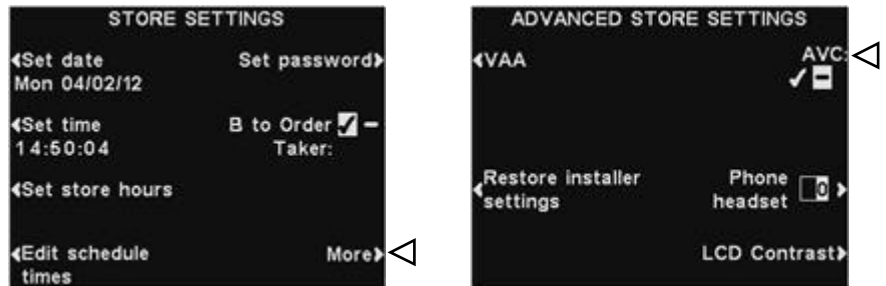 STORE SETTINGS
Set date
Mon 04/02/12
Set password
Set time
14:50:04
B to Order ✓ –
Taker:
Set store hours
Edit schedule
times
More
ADVANCED STORE SETTINGS
VAA
AVC:
✓ –
Restore installer
settings
Phone
headset 0
LCD Contrast